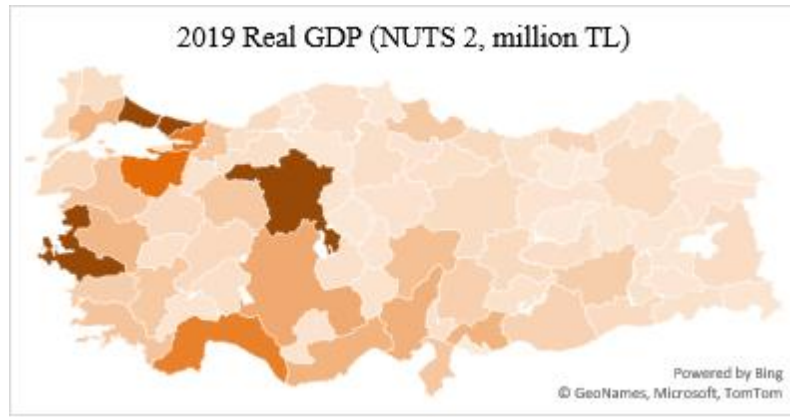 2019 Real GDP (NUTS 2, million TL)
Powered by Bing
© GeoNames, Microsoft, TomTom